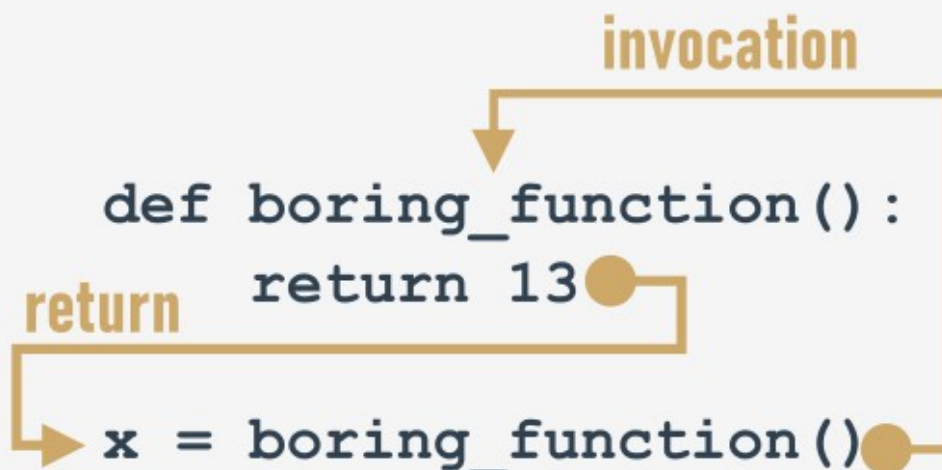 invocation
def boring_function():
return 13
return
x = boring_function()